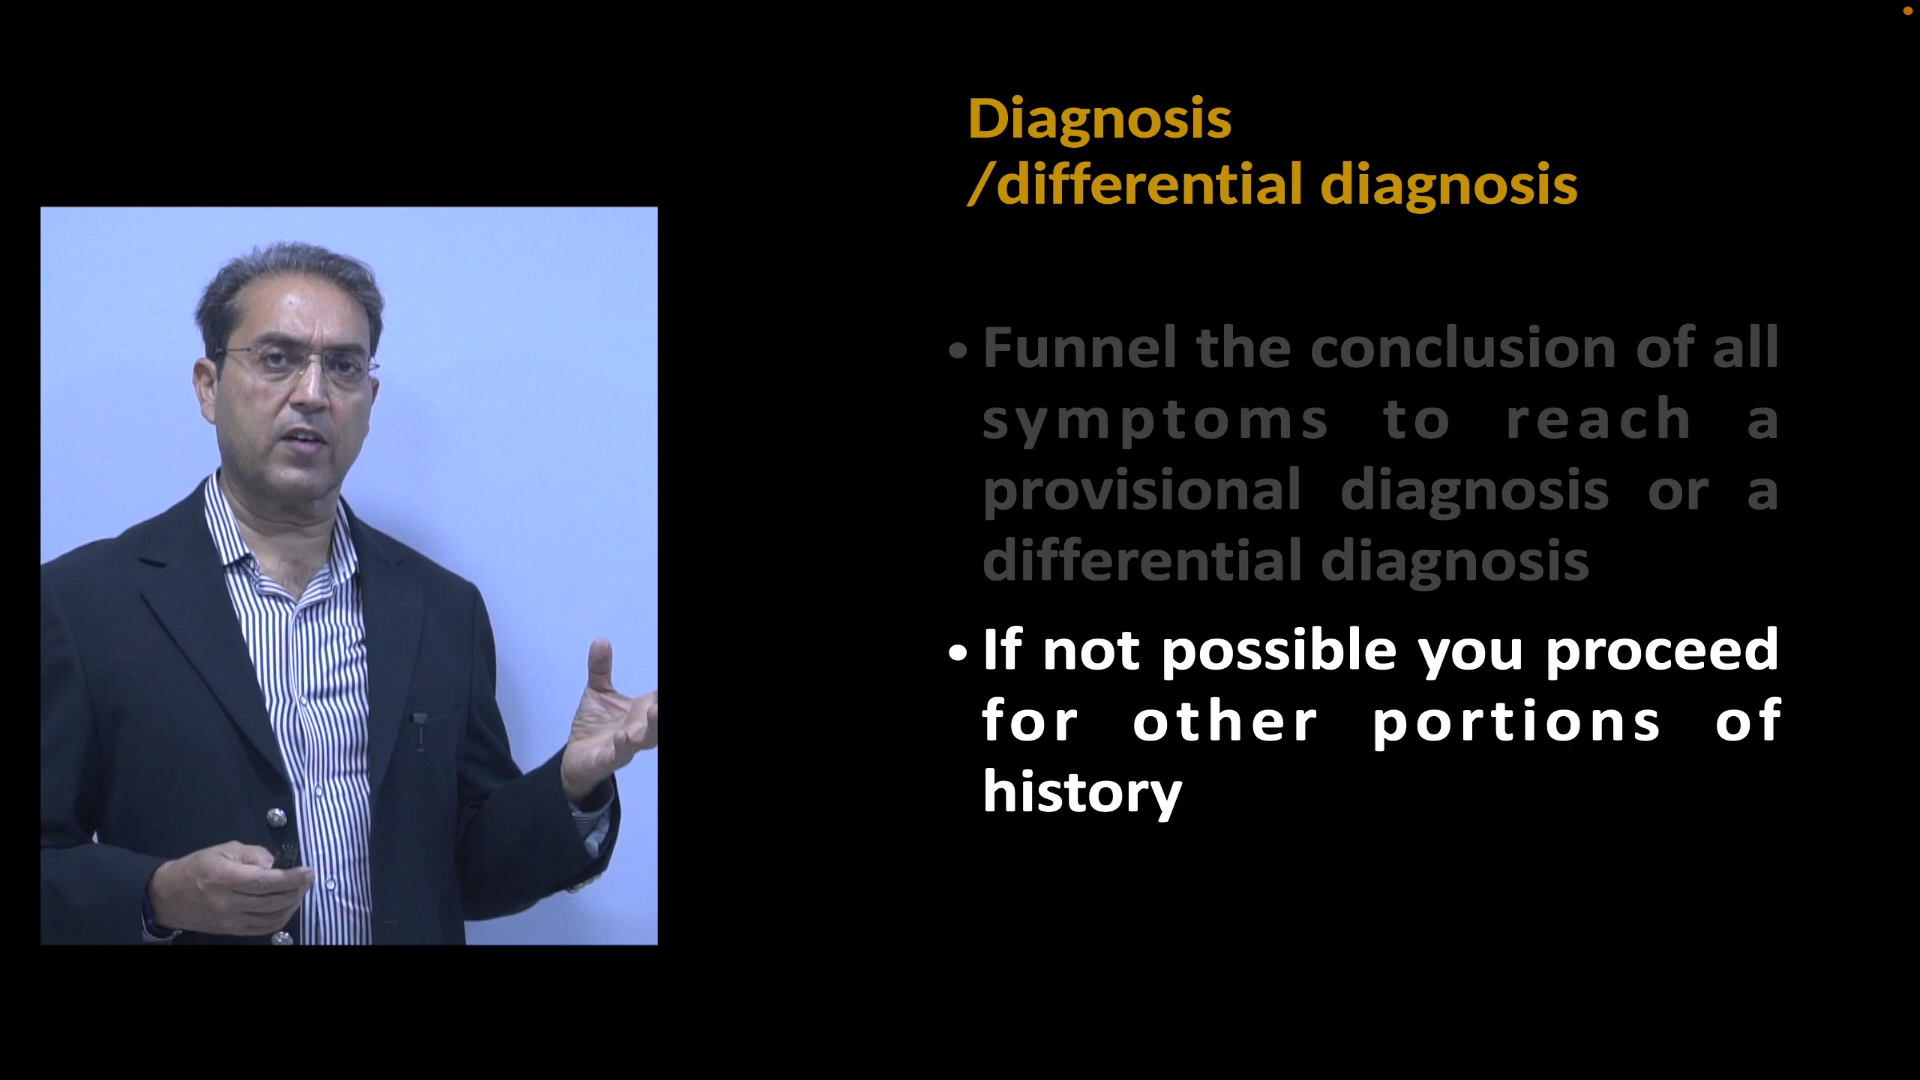 Diagnosis
/differential diagnosis
• Funnel the conclusion of all
symptoms to reach a
provisional diagnosis or a
differential diagnosis
• If not possible you proceed
for other portions of
history